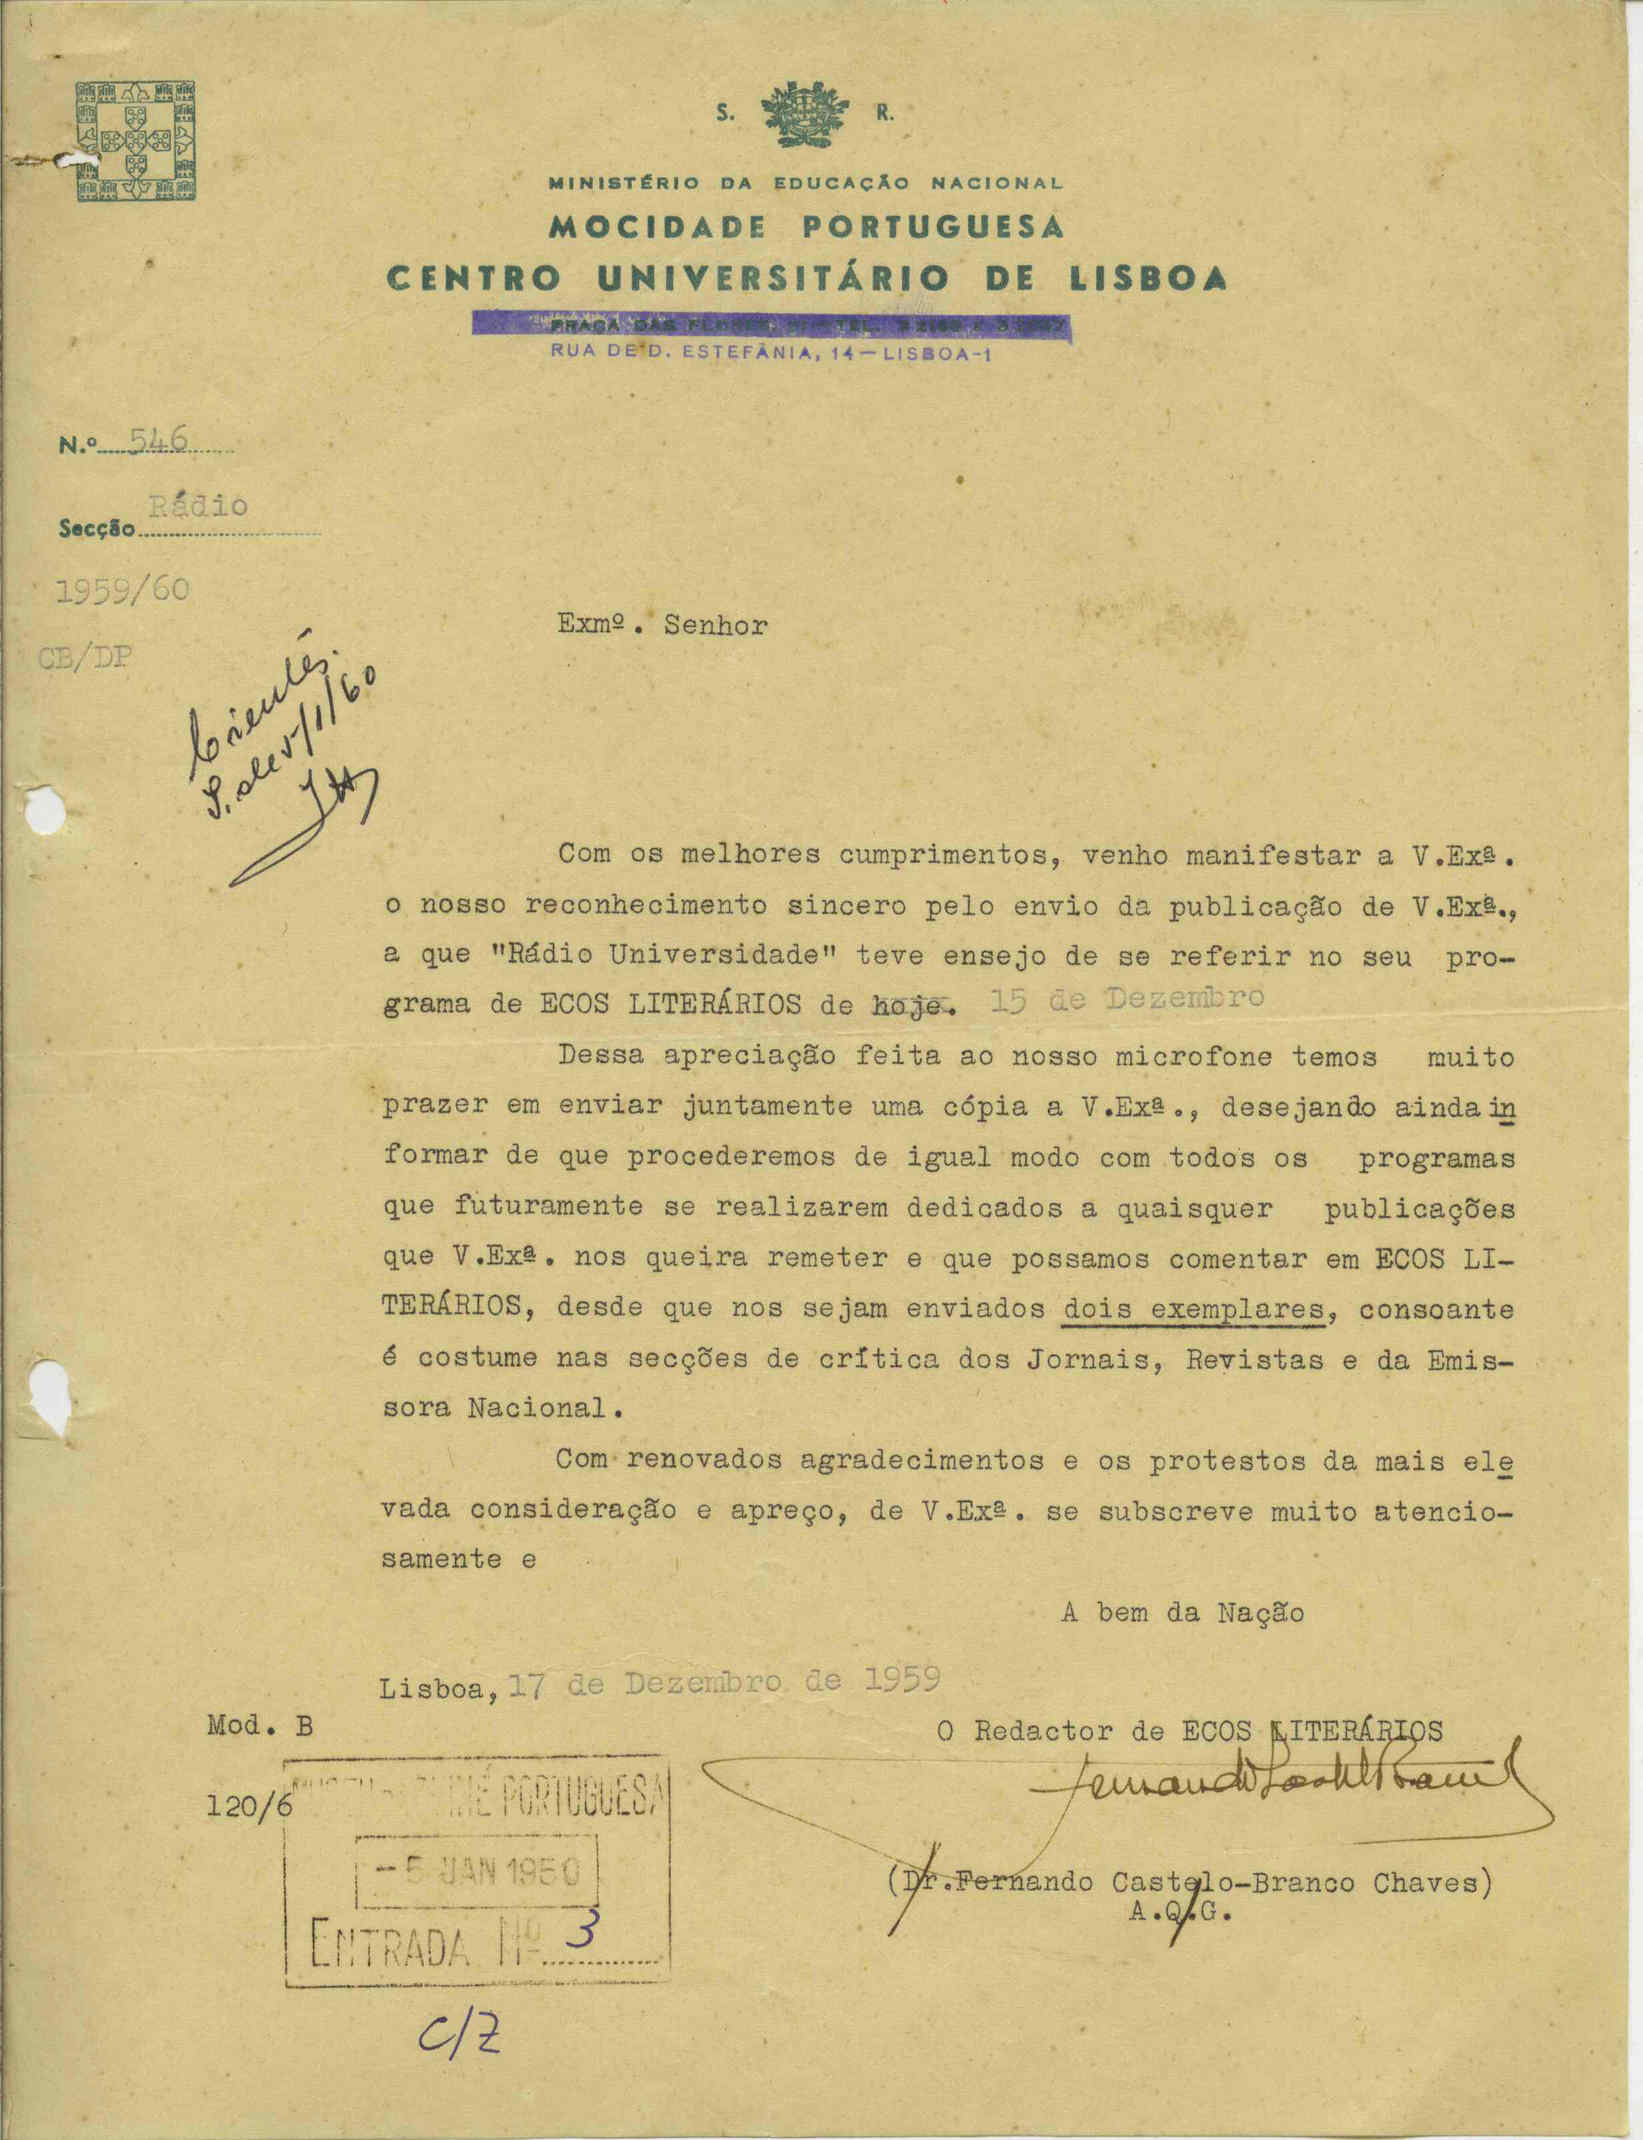 S. R.
MINISTÉRIO DA EDUCAÇÃO NACIONAL
MOCIDADE PORTUGUESA
CENTRO UNIVERSITÁRIO DE LISBOA
PRAÇA DAS FLORES, TEL.
RUA DE D. ESTEFÂNIA, 14—LISBOA-1
N.º 546
Secção Rádio
1959/60
CB/DP
Exmº. Senhor
5/1/60
Com os melhores cumprimentos, venho manifestar a V.Exª.
o nosso reconhecimento sincero pelo envio da publicação de V.Exª.,
a que "Rádio Universidade" teve ensejo de se referir no seu pro-
grama de ECOS LITERÁRIOS de hoje. 15 de Dezembro
Dessa apreciação feita ao nosso microfone temos muito
prazer em enviar juntamente uma cópia a V.Exª., desejando ainda in
formar de que procederemos de igual modo com todos os programas
que futuramente se realizarem dedicados a quaisquer publicações
que V.Exª. nos queira remeter e que possamos comentar em ECOS LI-
TERÁRIOS, desde que nos sejam enviados dois exemplares, consoante
é costume nas secções de crítica dos Jornais, Revistas e da Emis-
sora Nacional.
Com renovados agradecimentos e os protestos da mais ele
vada consideração e apreço, de V.Exª. se subscreve muito atencio-
samente e
A bem da Nação
Lisboa, 17 de Dezembro de 1959
Mod. B
O Redactor de ECOS LITERÁRIOS
120/6
PORTUGUESA
-5 JAN 1960
(Dr.Fernando Castelo-Branco Chaves)
A.Q.G.
ENTRADA Nº 3
C/Z